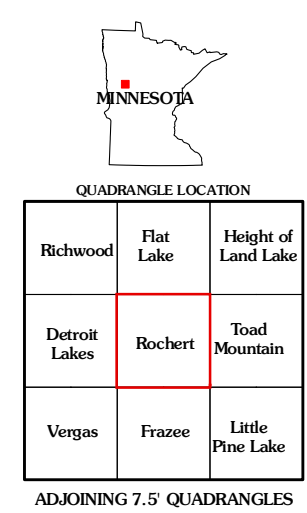 MINNESOTA
QUADRANGLE LOCATION
Richwood
Flat
Lake
Height of
Land Lake
Detroit
Lakes
Rochert
Toad
Mountain
Vergas
Frazee
Little
Pine Lake
ADJOINING 7.5' QUADRANGLES